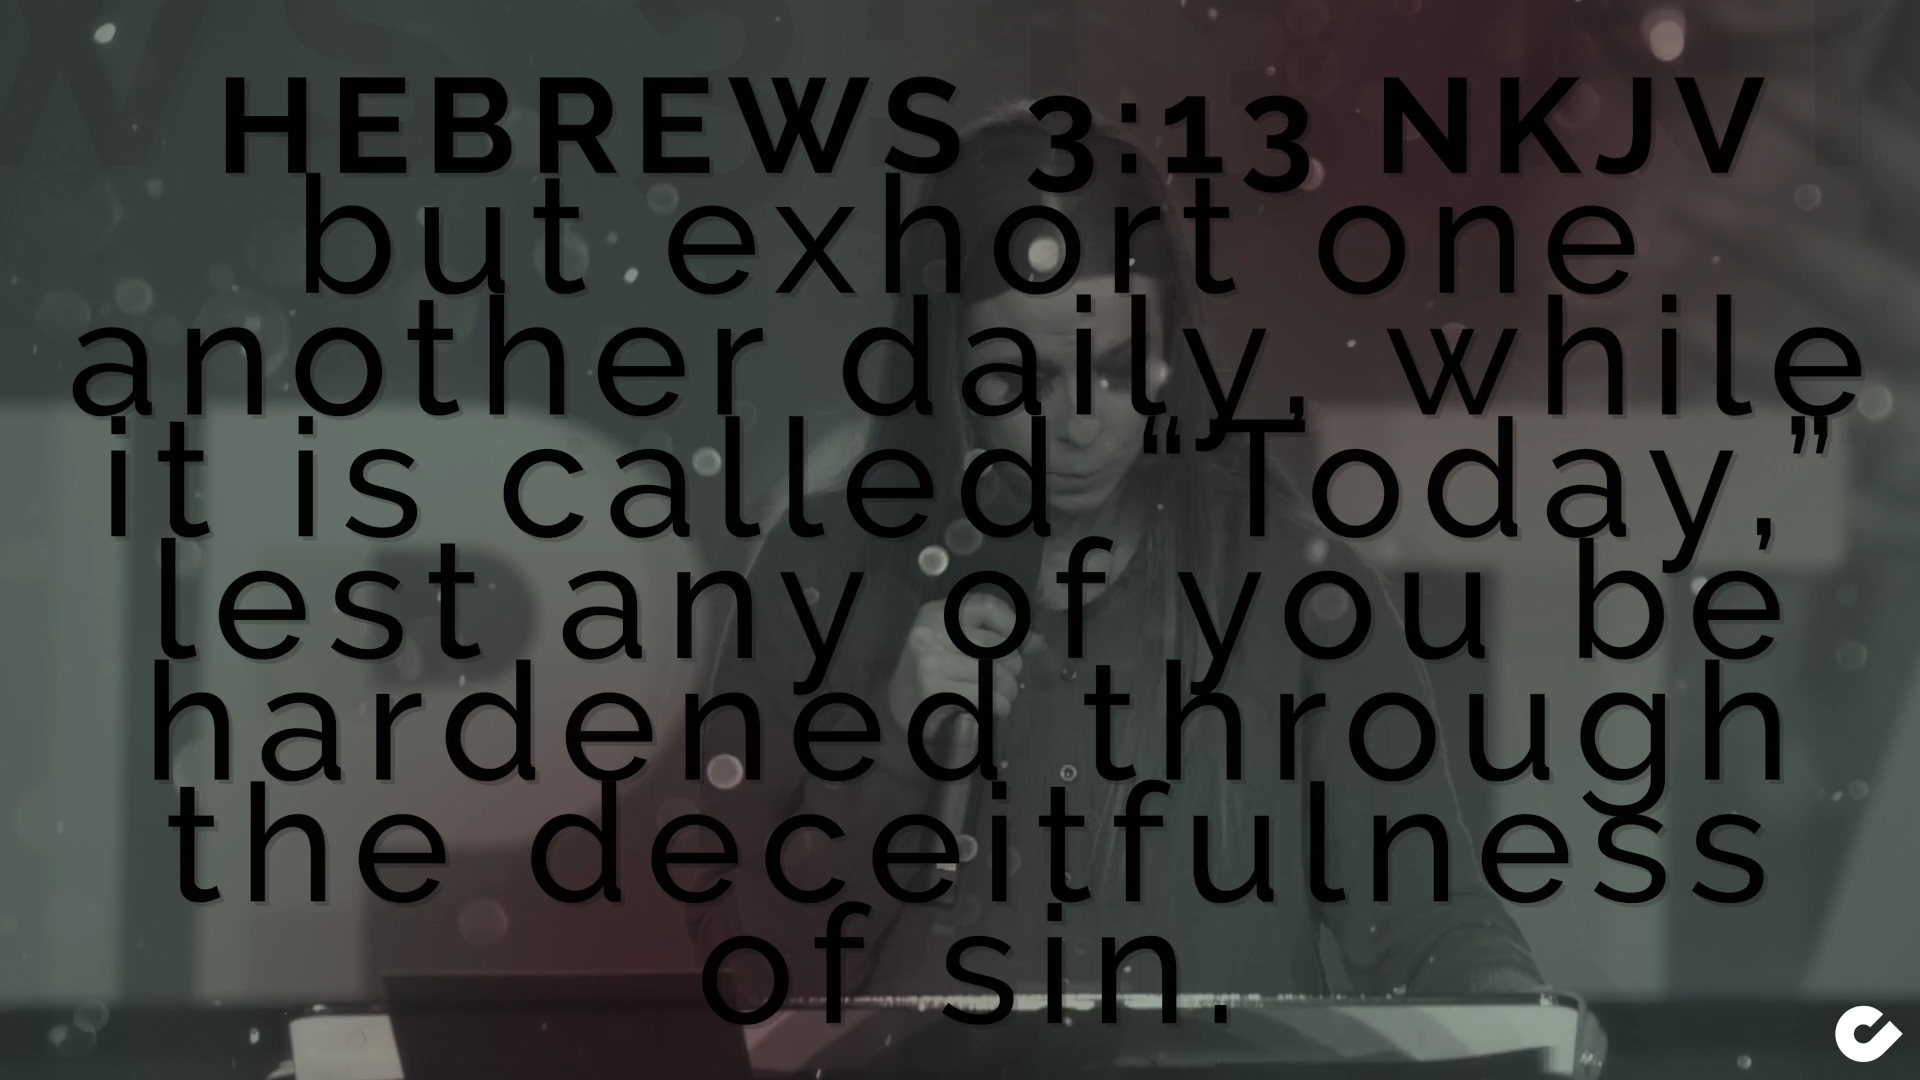 HEBREWS 3:13 NKJV
but exhort one
another daily, while
it is called “Today,”
lest any of you be
hardened through
the deceitfulness
of sin.